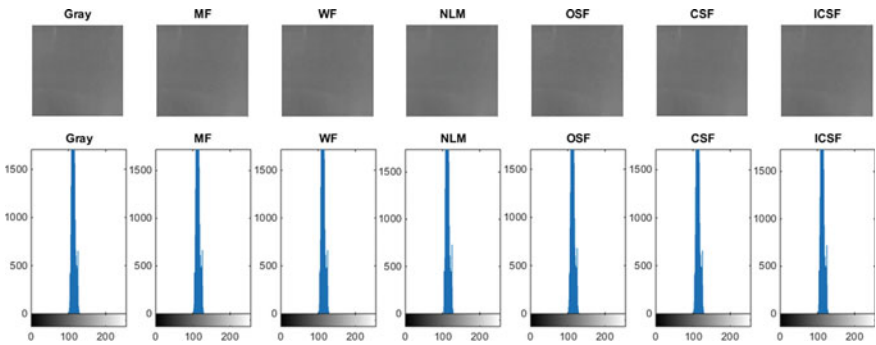 Gray MF WF NLM OSF CSF ICSF
Gray MF WF NLM OSF CSF ICSF
1500 1500 1500 1500 1500 1500 1500
1000 1000 1000 1000 1000 1000 1000
500 500 500 500 500 500 500
0 0 0 0 0 0 0
0 100 200 0 100 200 0 100 200 0 100 200 0 100 200 0 100 200 0 100 200